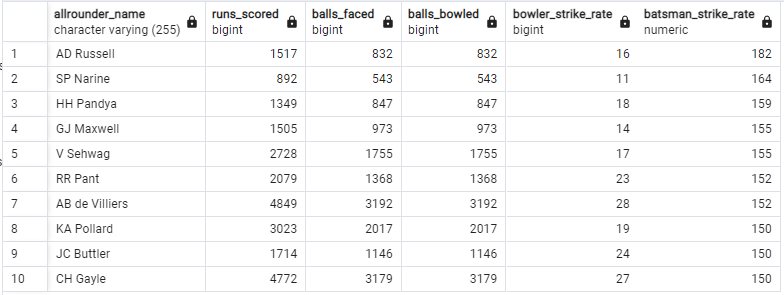 allrounder_name runs_scored balls_faced balls_bowled bowler_strike_rate batsman_strike_rate
character varying (255) bigint bigint bigint bigint numeric
1 AD Russell 1517 832 832 16 182
2 SP Narine 892 543 543 11 164
3 HH Pandya 1349 847 847 18 159
4 GJ Maxwell 1505 973 973 14 155
5 V Sehwag 2728 1755 1755 17 155
6 RR Pant 2079 1368 1368 23 152
7 AB de Villiers 4849 3192 3192 28 152
8 KA Pollard 3023 2017 2017 19 150
9 JC Buttler 1714 1146 1146 24 150
10 CH Gayle 4772 3179 3179 27 150